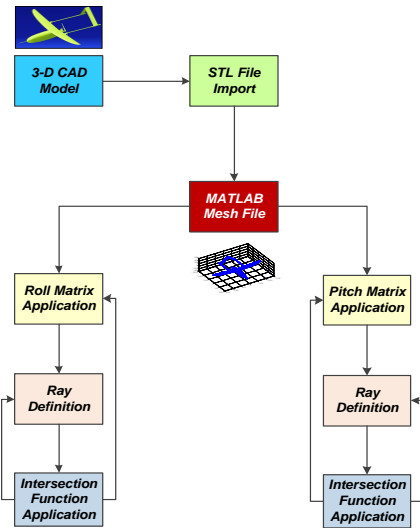 3-D CAD
Model
STL File
Import
MATLAB
Mesh File
Roll Matrix
Application
Pitch Matrix
Application
Ray
Definition
Ray
Definition
Intersection
Function
Application
Intersection
Function
Application